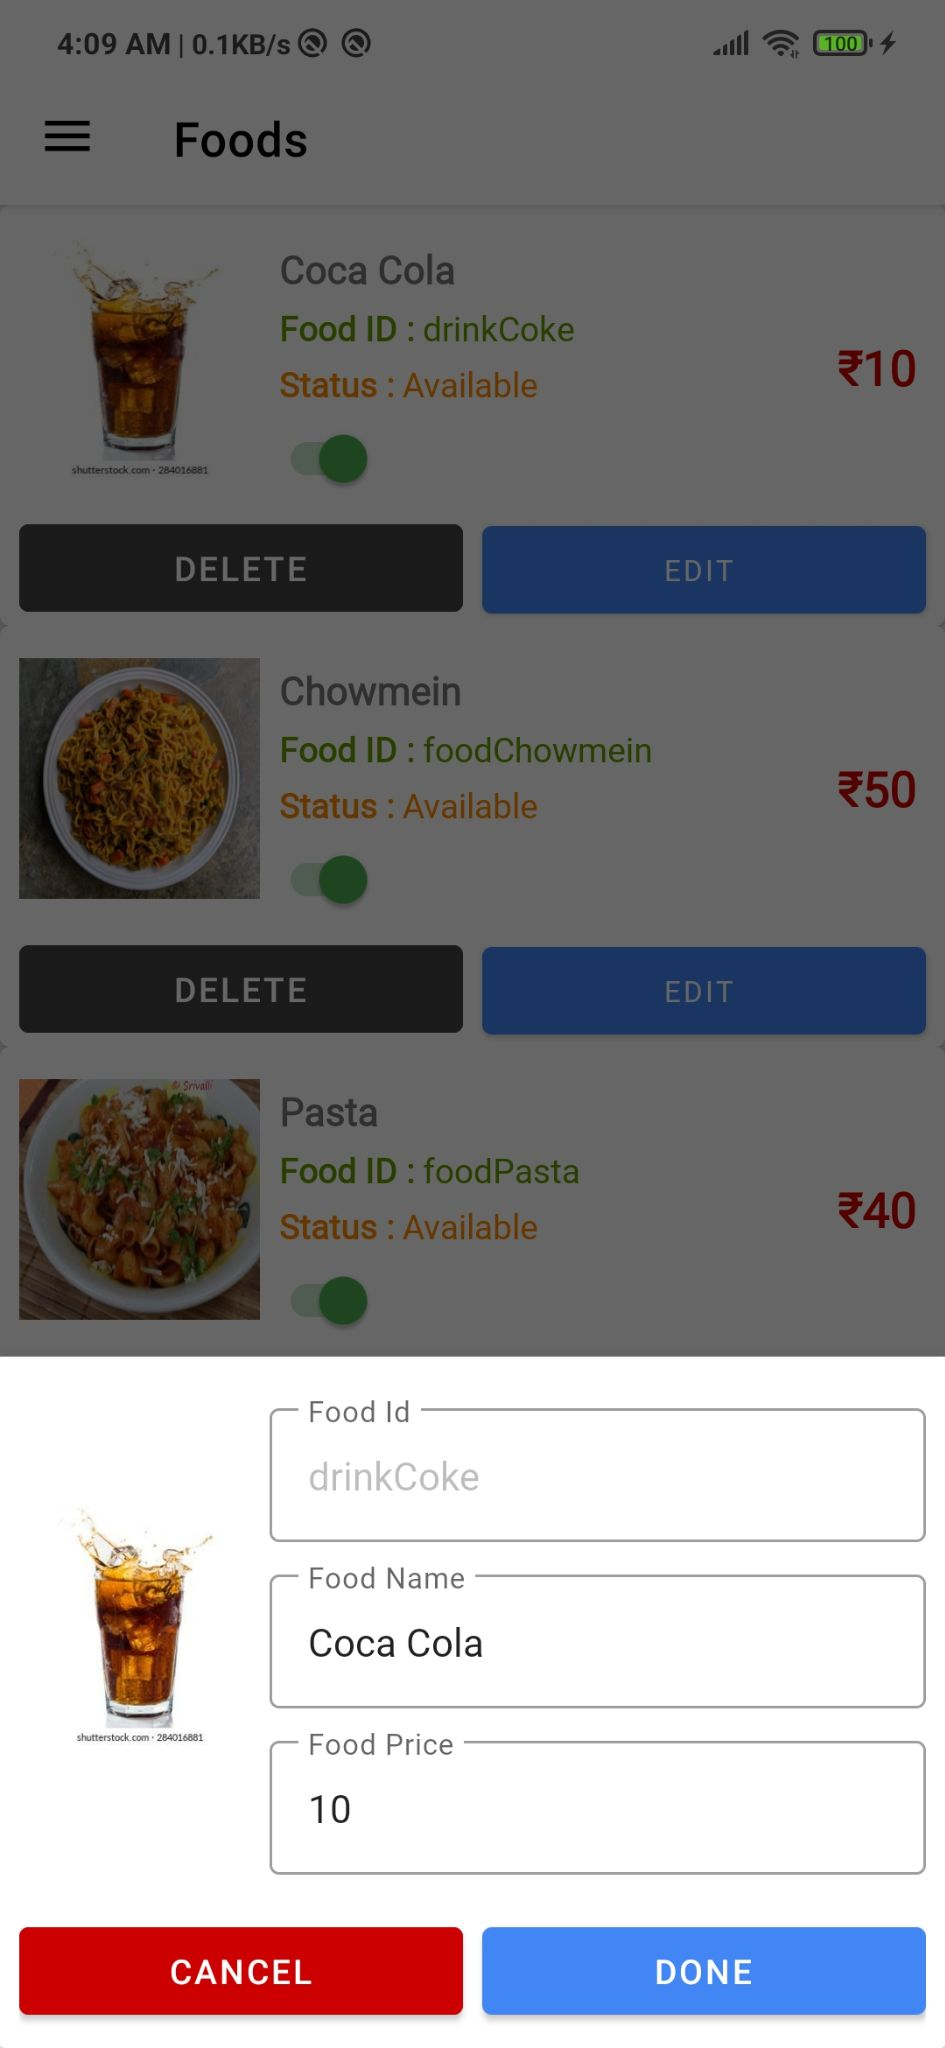 4:09 AM | 0.1KB/s
100
Foods
Coca Cola
Food ID : drinkCoke
Status : Available
₹10
shutterstock.com · 284016881
DELETE
EDIT
Chowmein
Food ID : foodChowmein
Status : Available
₹50
DELETE
EDIT
© Srivalli
Pasta
Food ID : foodPasta
Status : Available
₹40
Food Id
drinkCoke
Food Name
Coca Cola
shutterstock.com · 284016881
Food Price
10
CANCEL
DONE